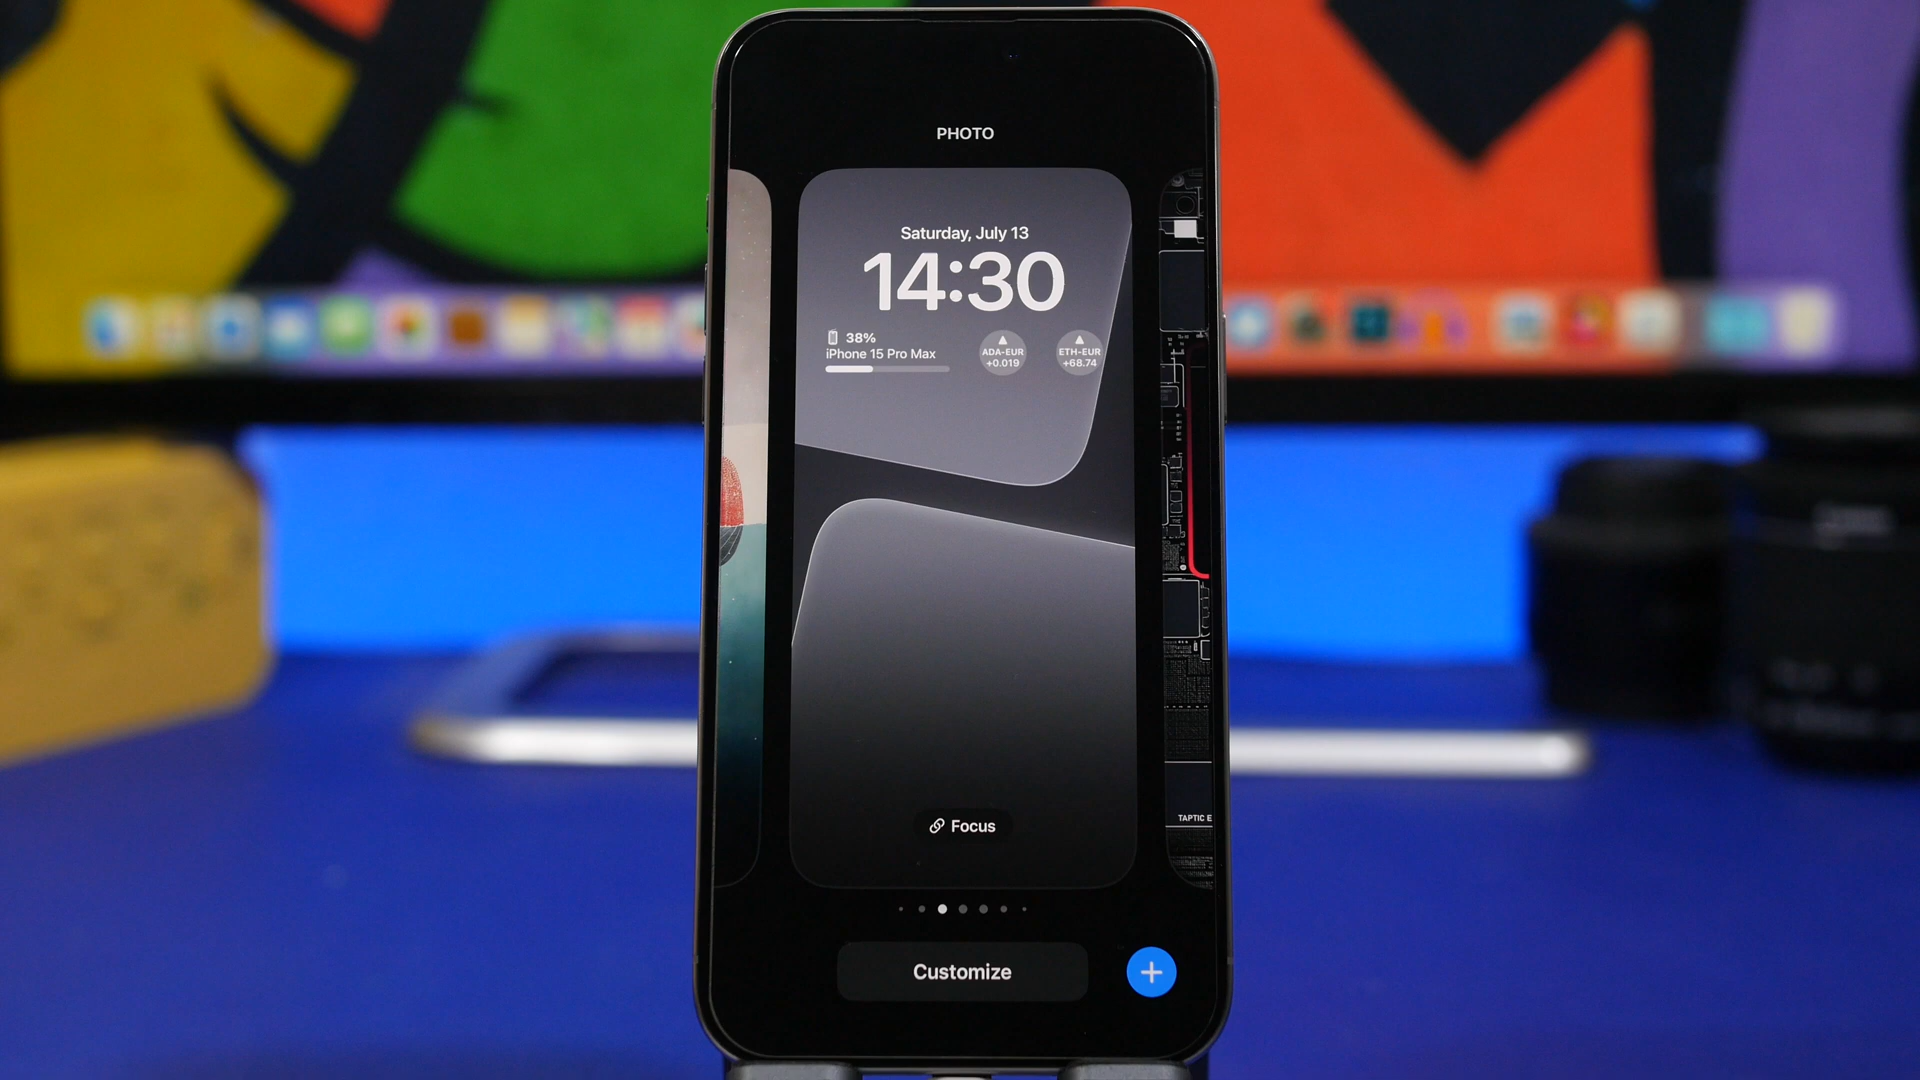 PHOTO
Saturday, July 13
14:30
38%
iPhone 15 Pro Max
ADA-EUR
+0.019
ETH-EUR
+68.74
TAPTIC E
Focus
Customize